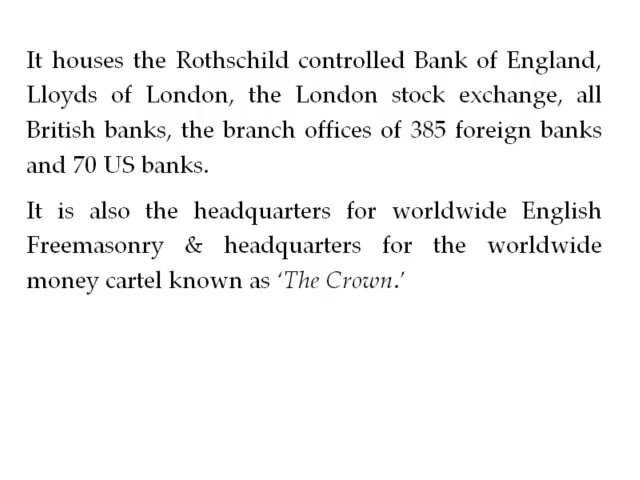 It houses the Rothschild controlled Bank of England,
Lloyds of London, the London stock exchange, all
British banks, the branch offices of 385 foreign banks
and 70 US banks.
It is also the headquarters for worldwide English
Freemasonry & headquarters for the worldwide
money cartel known as ‘The Crown.’